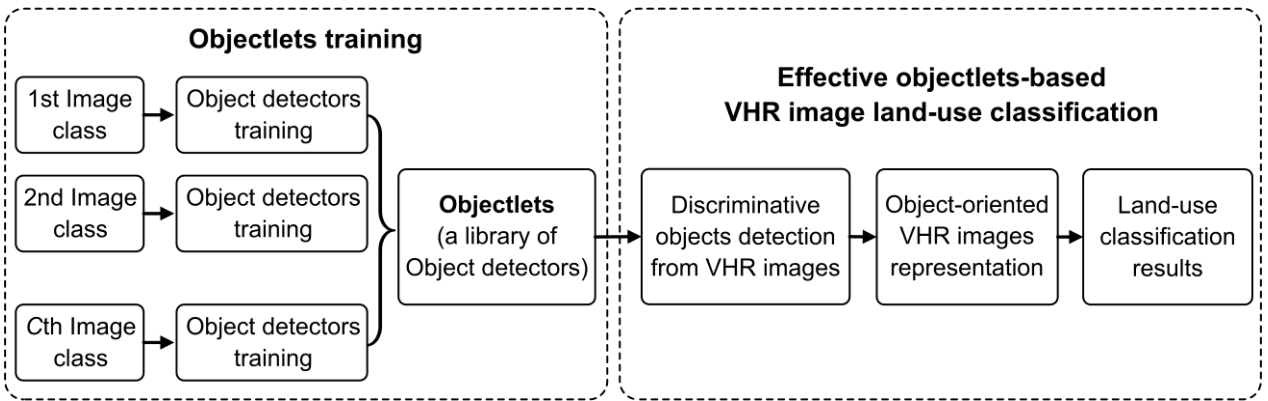 Objectlets training
1st Image
class
Object detectors
training
2nd Image
class
Object detectors
training
Cth Image
class
Object detectors
training
Objectlets
(a library of
Object detectors)
Effective objectlets-based
VHR image land-use classification
Discriminative
objects detection
from VHR images
Object-oriented
VHR images
representation
Land-use
classification
results